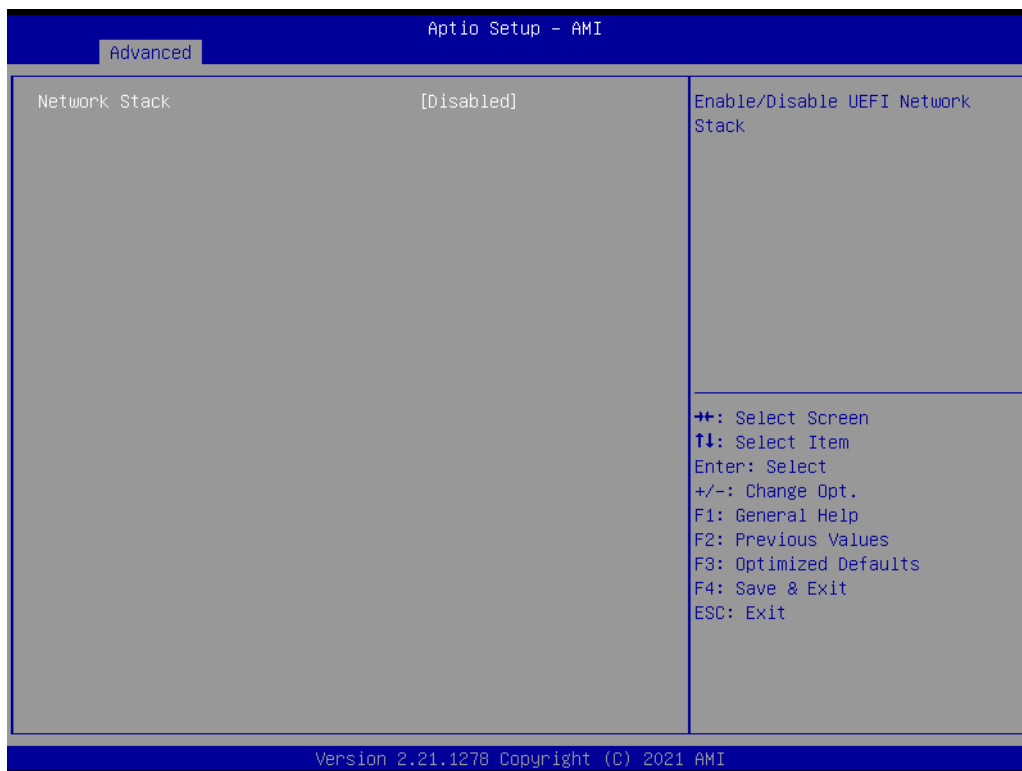 Aptio Setup – AMI
Advanced
Network Stack [Disabled]
Enable/Disable UEFI Network
Stack
→←: Select Screen
↑↓: Select Item
Enter: Select
+/-: Change Opt.
F1: General Help
F2: Previous Values
F3: Optimized Defaults
F4: Save & Exit
ESC: Exit
Version 2.21.1278 Copyright (C) 2021 AMI